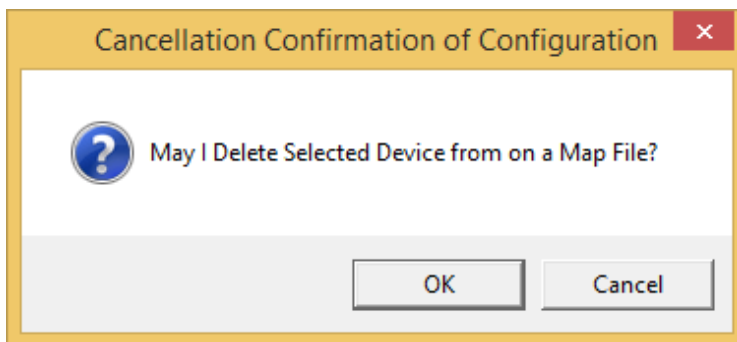 Cancellation Confirmation of Configuration
May I Delete Selected Device from on a Map File?
OK
Cancel